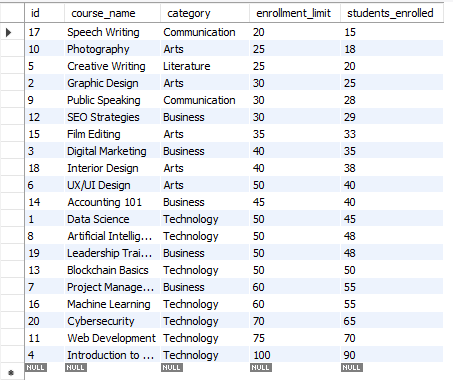 id course_name category enrollment_limit students_enrolled
17 Speech Writing Communication 20 15
10 Photography Arts 25 18
5 Creative Writing Literature 25 20
2 Graphic Design Arts 30 25
9 Public Speaking Communication 30 28
12 SEO Strategies Business 30 29
15 Film Editing Arts 35 33
3 Digital Marketing Business 40 35
18 Interior Design Arts 40 38
6 UX/UI Design Arts 50 40
14 Accounting 101 Business 45 40
1 Data Science Technology 50 45
8 Artificial Intellig... Technology 50 48
19 Leadership Trai... Business 50 48
13 Blockchain Basics Technology 50 50
7 Project Manage... Business 60 55
16 Machine Learning Technology 60 55
20 Cybersecurity Technology 70 65
11 Web Development Technology 75 70
4 Introduction to ... Technology 100 90
NULL NULL NULL NULL NULL